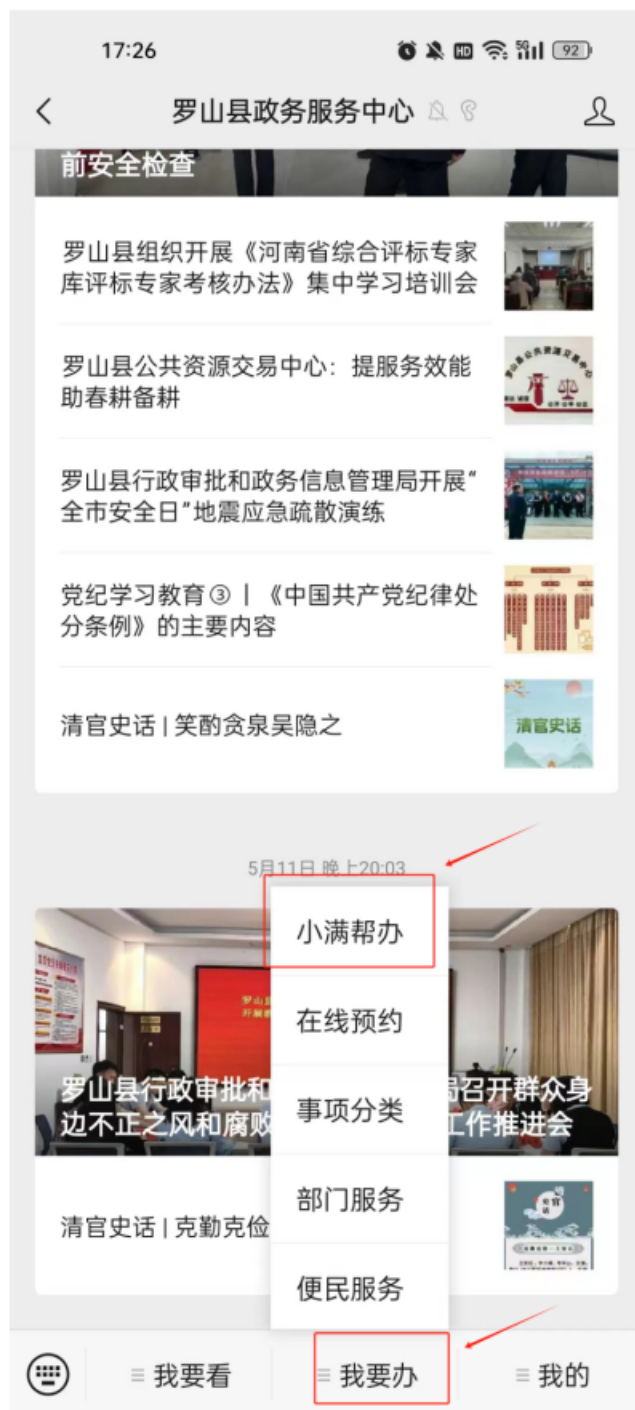 17:26
HD
5G
92
罗山县政务服务中心
前安全检查
罗山县组织开展《河南省综合评标专家
库评标专家考核办法》集中学习培训会
罗山县公共资源交易中心：提服务效能
助春耕备耕
罗山县行政审批和政务信息管理局开展“
全市安全日”地震应急疏散演练
党纪学习教育③ | 《中国共产党纪律处
分条例》的主要内容
清官史话 | 笑酌贪泉吴隐之
清官史话
5月11日 晚上20:03
小满帮办
在线预约
事项分类
部门服务
便民服务
罗山县行政审批和
局召开群众身
边不正之风和腐败
工作推进会
清官史话 | 克勤克俭
我要看
我要办
我的